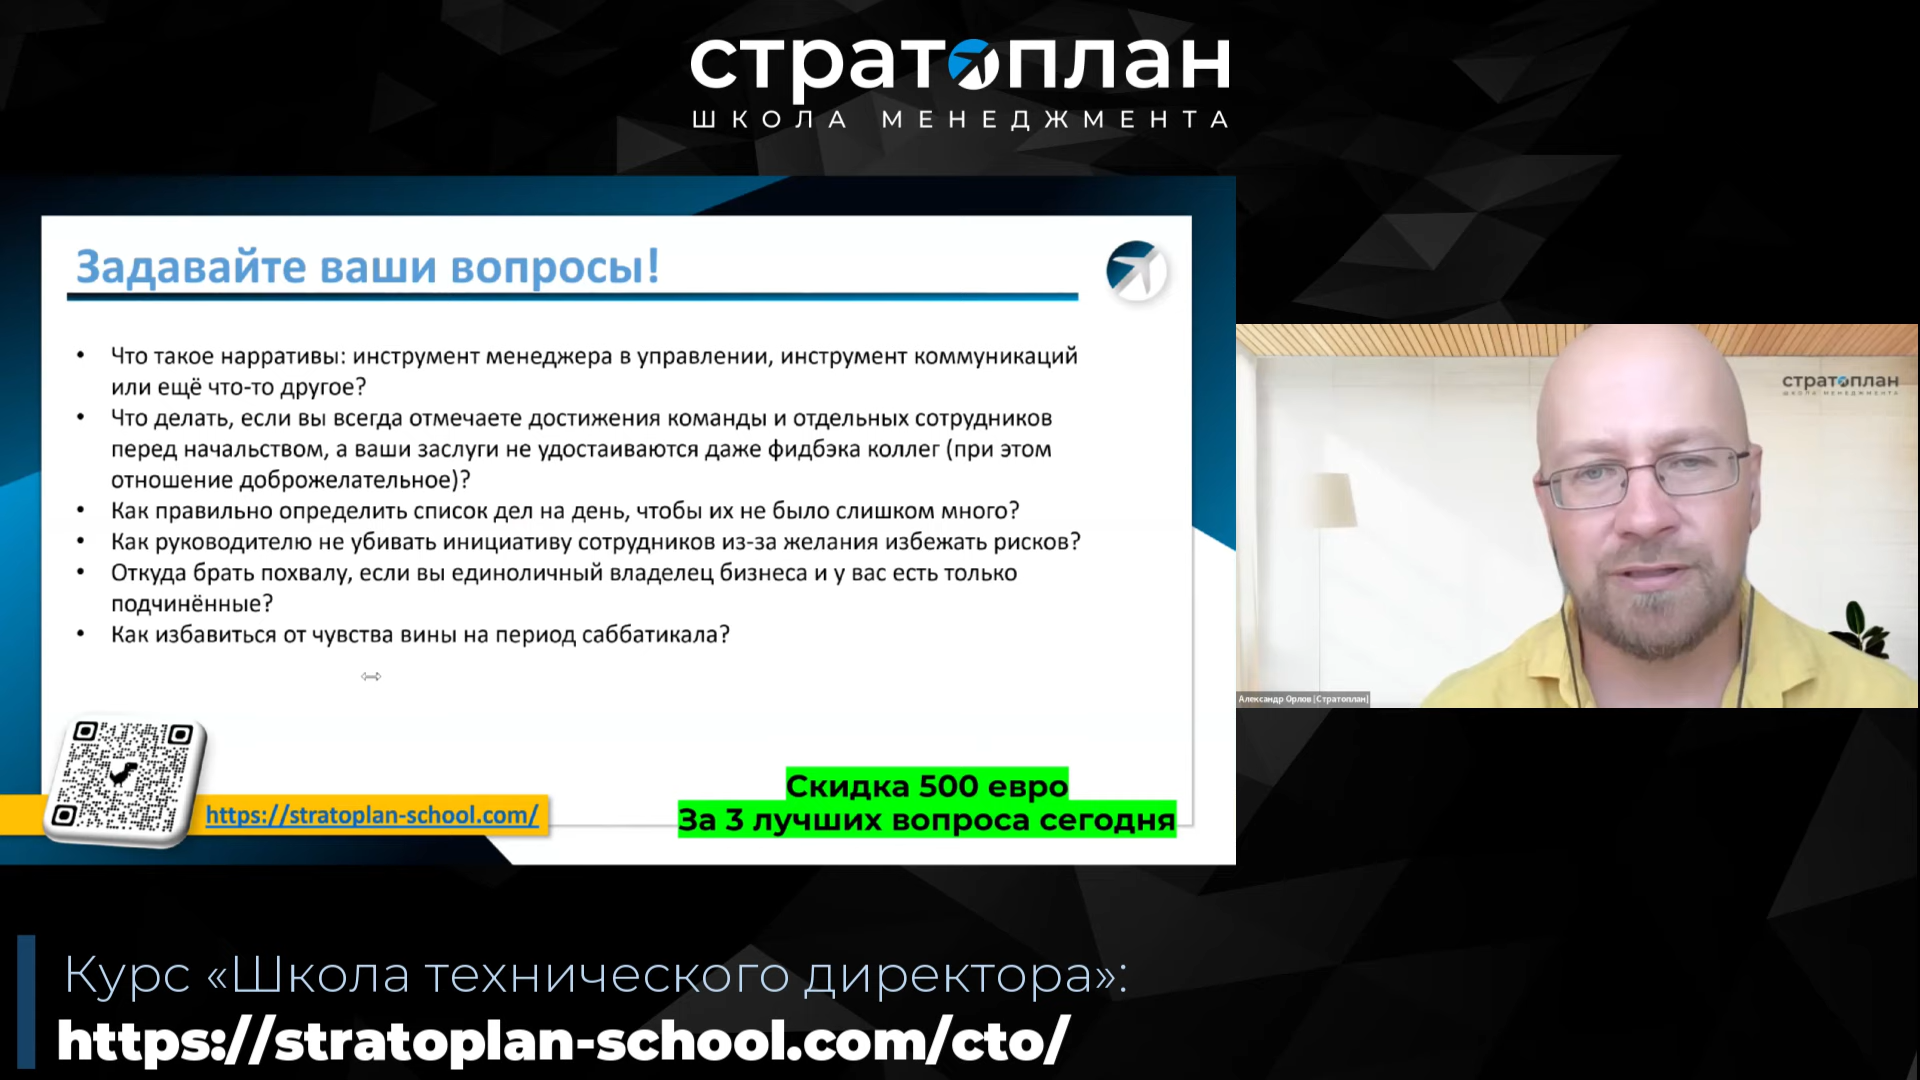 стратоплан
ШКОЛА МЕНЕДЖМЕНТА
Задавайте ваши вопросы!
• Что такое нарративы: инструмент менеджера в управлении, инструмент коммуникаций
или ещё что-то другое?
• Что делать, если вы всегда отмечаете достижения команды и отдельных сотрудников
перед начальством, а ваши заслуги не удостаиваются даже фидбэка коллег (при этом
отношение доброжелательное)?
• Как правильно определить список дел на день, чтобы их не было слишком много?
• Как руководителю не убивать инициативу сотрудников из-за желания избежать рисков?
• Откуда брать похвалу, если вы единоличный владелец бизнеса и у вас есть только
подчинённые?
• Как избавиться от чувства вины на период саббатикала?
https://stratoplan-school.com/
Скидка 500 евро
За 3 лучших вопроса сегодня
стратоплан
ШКОЛА МЕНЕДЖМЕНТА
Александр Орлов [Стратоплан]
Курс «Школа технического директора»:
https://stratoplan-school.com/cto/